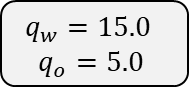 q_w = 15.0
q_o = 5.0